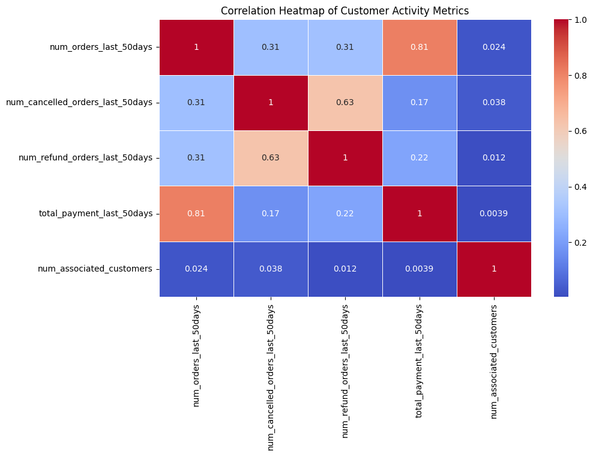 Correlation Heatmap of Customer Activity Metrics
num_orders_last_50days 1 0.31 0.31 0.81 0.024
num_cancelled_orders_last_50days 0.31 1 0.63 0.17 0.038
num_refund_orders_last_50days 0.31 0.63 1 0.22 0.012
total_payment_last_50days 0.81 0.17 0.22 1 0.0039
num_associated_customers 0.024 0.038 0.012 0.0039 1
num_orders_last_50days
num_cancelled_orders_last_50days
num_refund_orders_last_50days
total_payment_last_50days
num_associated_customers
1.0
0.8
0.6
0.4
0.2